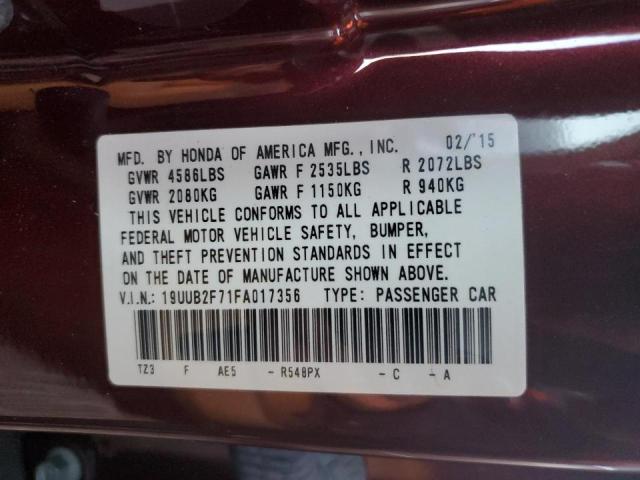 MFD. BY HONDA OF AMERICA MFG., INC. 02/'15
GVWR 4586LBS GAWR F 2535LBS R 2072LBS
GVWR 2080KG GAWR F 1150KG R 940KG
THIS VEHICLE CONFORMS TO ALL APPLICABLE
FEDERAL MOTOR VEHICLE SAFETY, BUMPER,
AND THEFT PREVENTION STANDARDS IN EFFECT
ON THE DATE OF MANUFACTURE SHOWN ABOVE.
V.I.N.: 19UUB2F71FA017356 TYPE: PASSENGER CAR
TZ3 F AE5 - R548PX - C - A